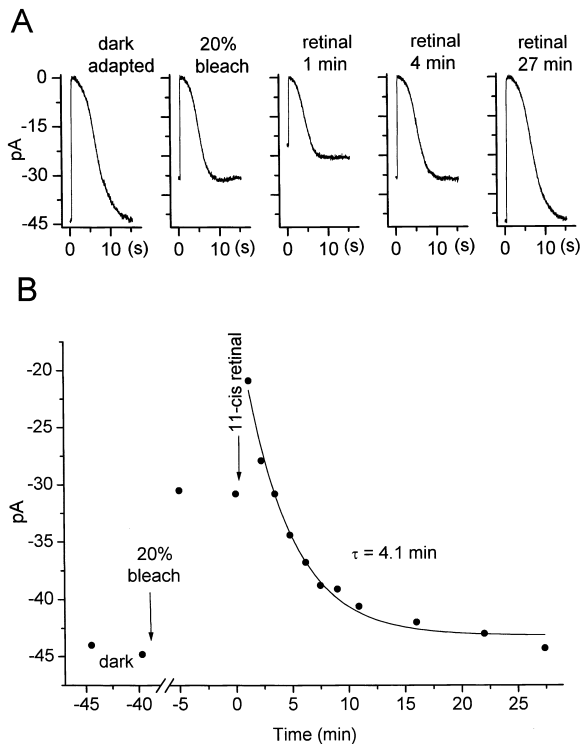 A
dark adapted
20% bleach
retinal 1 min
retinal 4 min
retinal 27 min
0
-15
-30
-45
pA
0 10 (s)
0 10 (s)
0 10 (s)
0 10 (s)
0 10 (s)
B
-20
-25
-30
-35
-40
-45
pA
11-cis retinal
20%
bleach
τ = 4.1 min
dark
-45 -40 -5 0 5 10 15 20 25
Time (min)